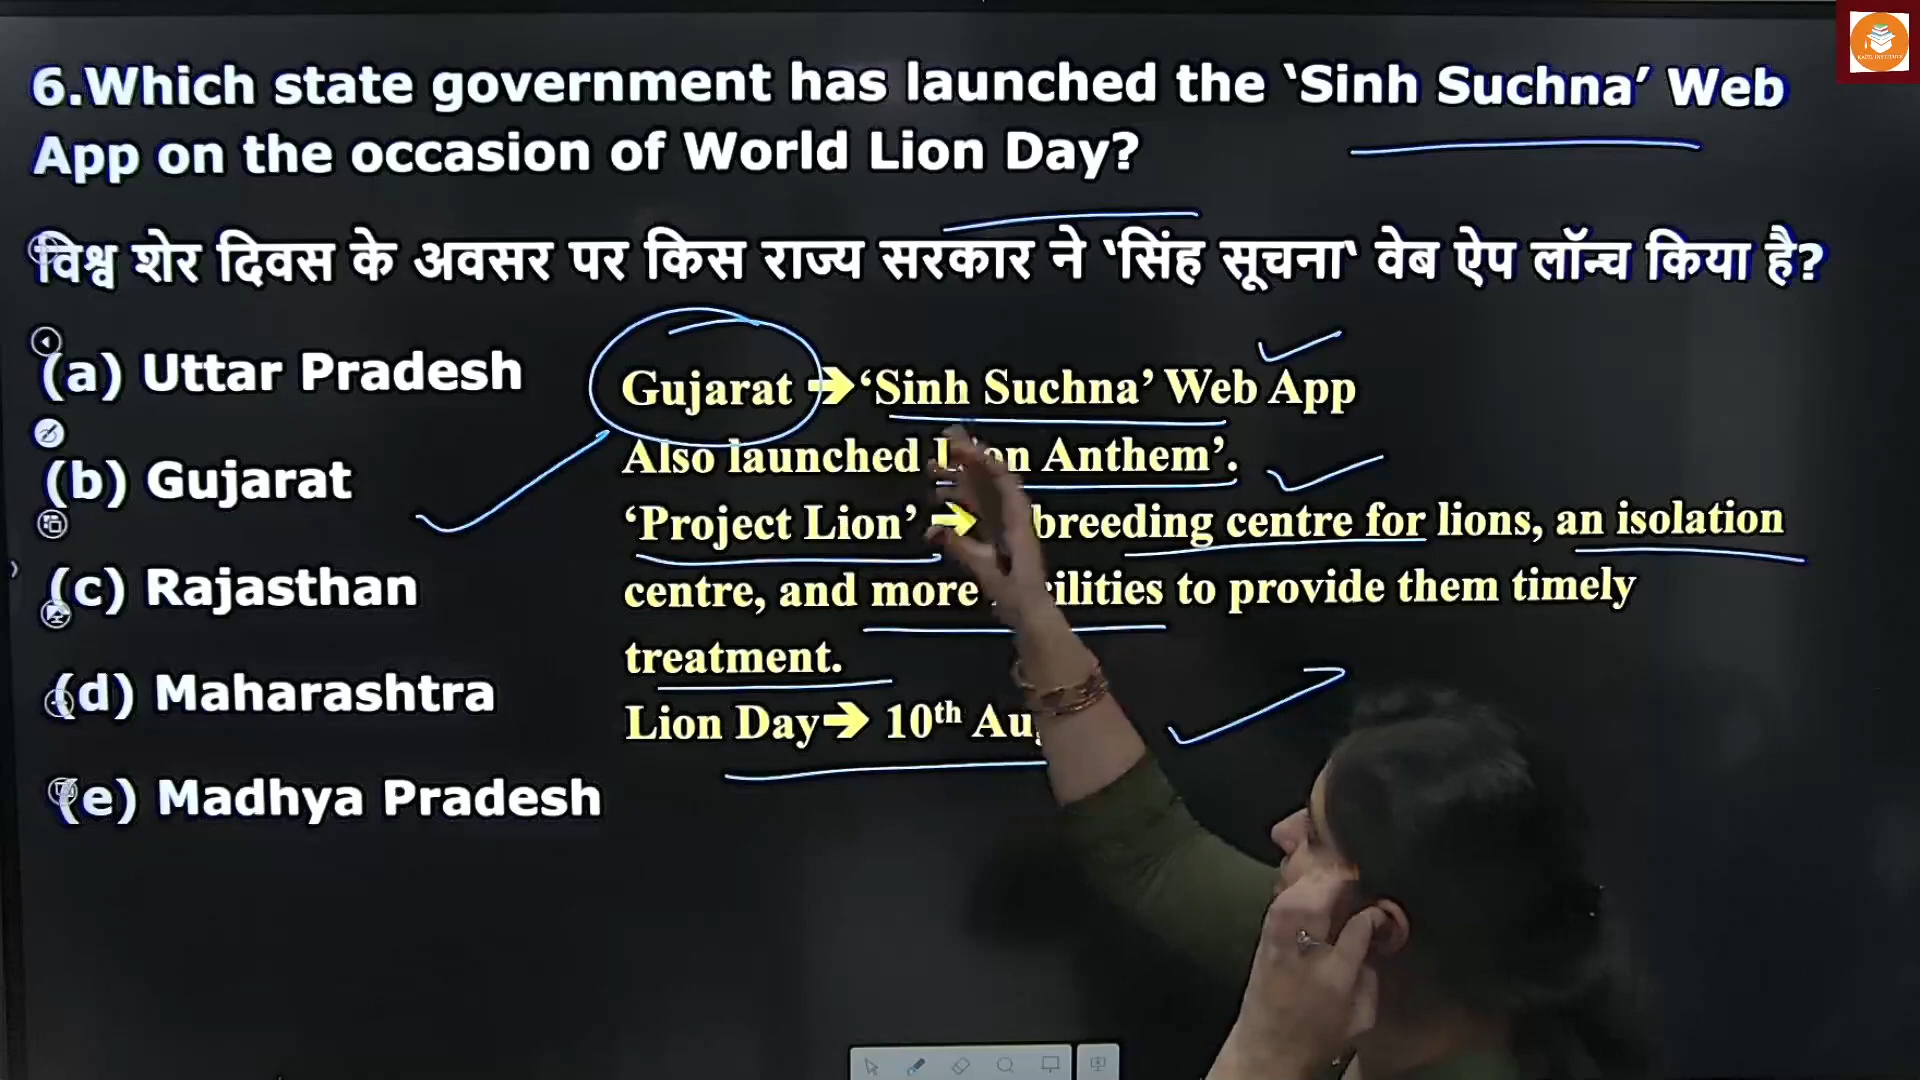 6.Which state government has launched the ‘Sinh Suchna’ Web
App on the occasion of World Lion Day?
विश्व शेर दिवस के अवसर पर किस राज्य सरकार ने ‘सिंह सूचना‘ वेब ऐप लॉन्च किया है?
(a) Uttar Pradesh
(b) Gujarat
(c) Rajasthan
(d) Maharashtra
(e) Madhya Pradesh
Gujarat ➔ ‘Sinh Suchna’ Web App
Also launched Anthem’.
‘Project Lion’ ➔ breeding centre for lions, an isolation
centre, and more to provide them timely
treatment.
Lion Day➔ 10th